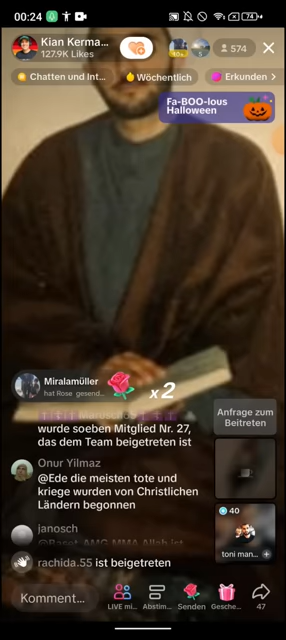 00:24
74
Kian Kerma...
127.9K Likes
574
Chatten und Int...
Wöchentlich
Erkunden
Fa-BOO-lous
Halloween
Miralamüller
hat Rose gesend...
x2
wurde soeben Mitglied Nr. 27,
das dem Team beigetreten ist
Anfrage zum
Beitreten
Onur Yilmaz
@Ede die meisten tote und
kriege wurden von Christlichen
Ländern begonnen
40
janosch
toni man...
rachida.55 ist beigetreten
Komment...
LIVE mi...
Abstim...
Senden
Gesche...
47